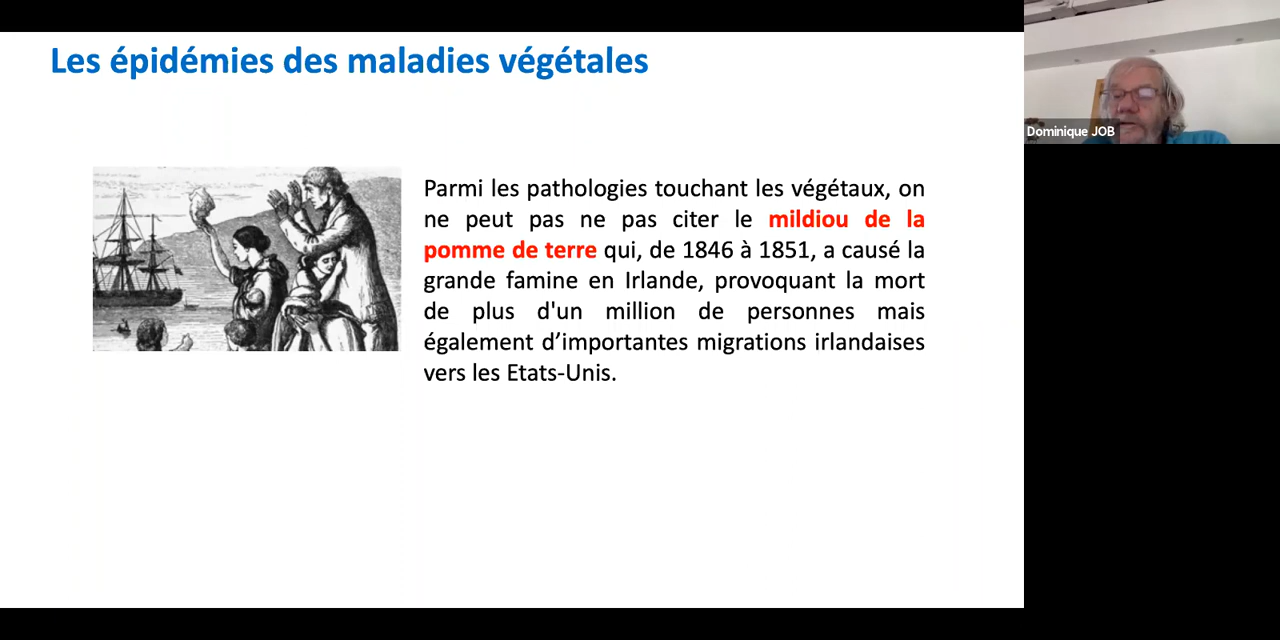 Les épidémies des maladies végétales
Dominique JOB
Parmi les pathologies touchant les végétaux, on
ne peut pas ne pas citer le mildiou de la
pomme de terre qui, de 1846 à 1851, a causé la
grande famine en Irlande, provoquant la mort
de plus d'un million de personnes mais
également d’importantes migrations irlandaises
vers les Etats-Unis.